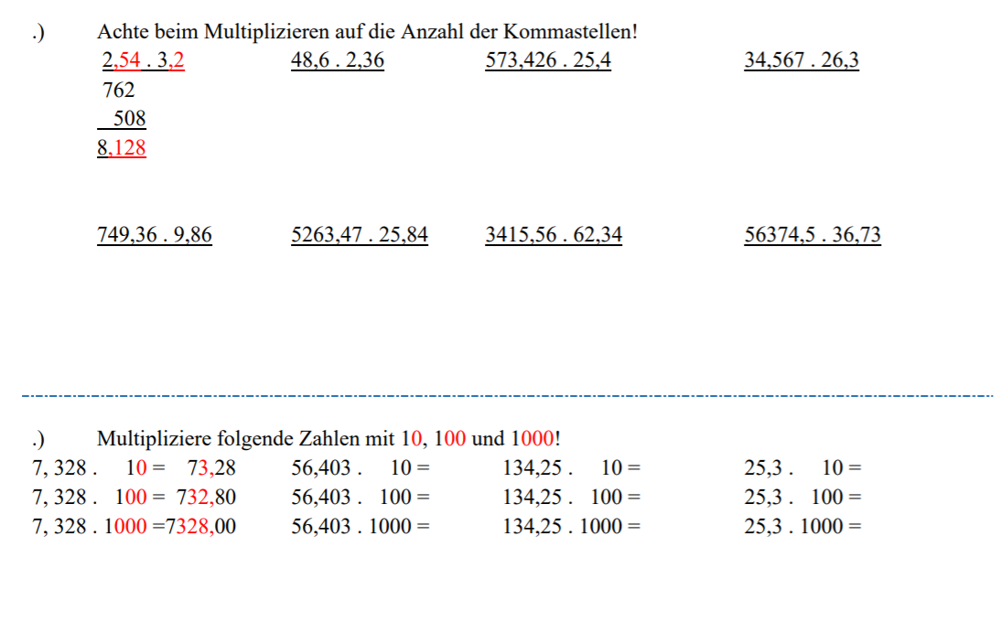 .) Achte beim Multiplizieren auf die Anzahl der Kommastellen!
2,54 . 3,2 48,6 . 2,36 573,426 . 25,4 34,567 . 26,3
762
508
8,128
749,36 . 9,86 5263,47 . 25,84 3415,56 . 62,34 56374,5 . 36,73
.) Multipliziere folgende Zahlen mit 10, 100 und 1000!
7, 328 . 10 = 73,28 56,403 . 10 = 134,25 . 10 = 25,3 . 10 =
7, 328 . 100 = 732,80 56,403 . 100 = 134,25 . 100 = 25,3 . 100 =
7, 328 . 1000 =7328,00 56,403 . 1000 = 134,25 . 1000 = 25,3 . 1000 =